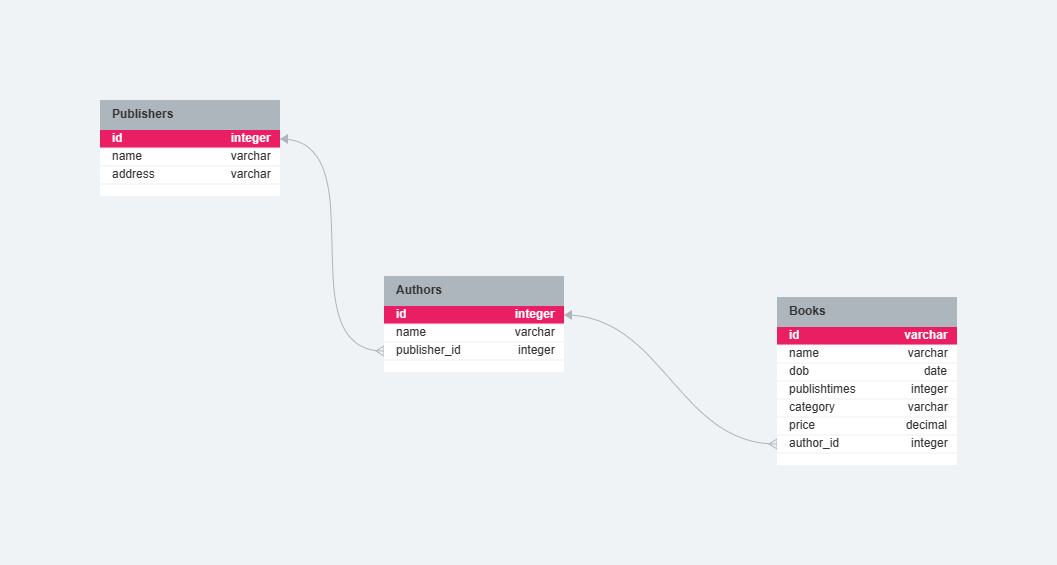 Publishers
id integer
name varchar
address varchar
Authors
id integer
name varchar
publisher_id integer
Books
id varchar
name varchar
dob date
publishtimes integer
category varchar
price decimal
author_id integer